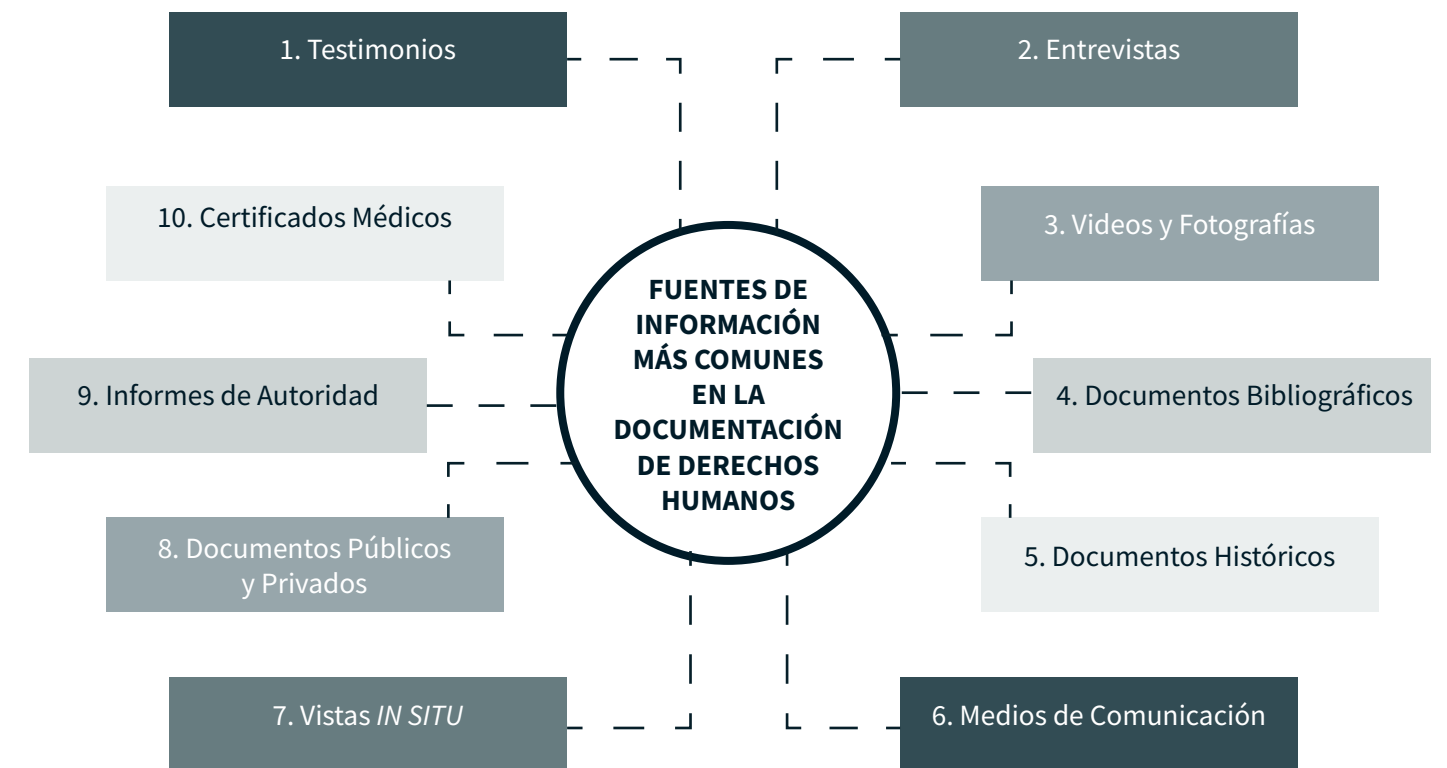 1. Testimonios
2. Entrevistas
10. Certificados Médicos
3. Videos y Fotografías
FUENTES DE
INFORMACIÓN
MÁS COMUNES
EN LA
DOCUMENTACIÓN
DE DERECHOS
HUMANOS
9. Informes de Autoridad
4. Documentos Bibliográficos
8. Documentos Públicos
y Privados
5. Documentos Históricos
7. Vistas IN SITU
6. Medios de Comunicación